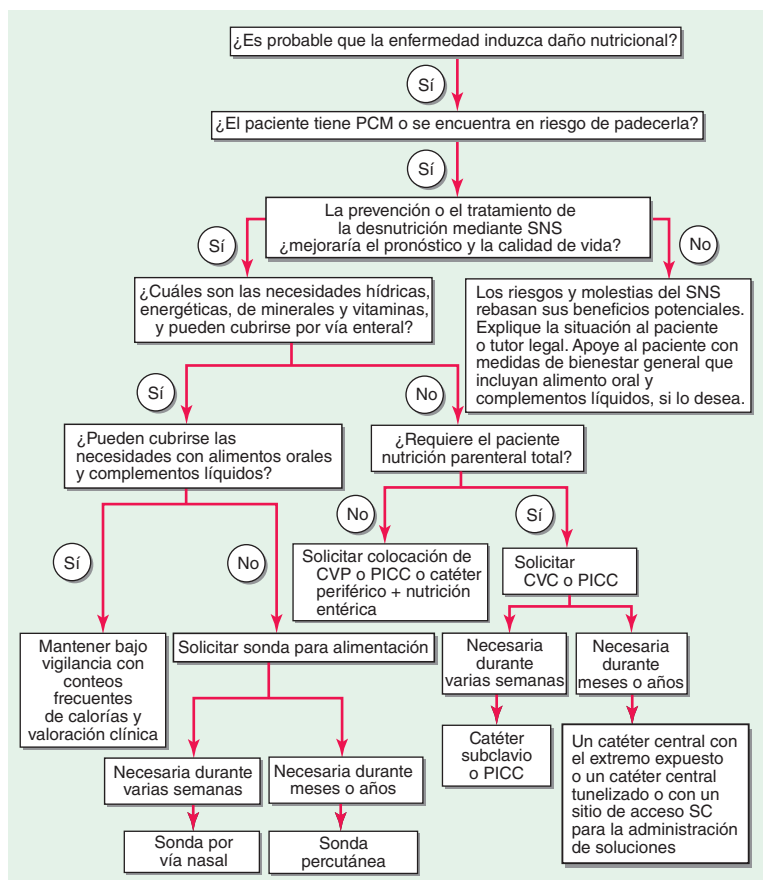 ¿Es probable que la enfermedad induzca daño nutricional?
Sí
¿El paciente tiene PCM o se encuentra en riesgo de padecerla?
Sí
La prevención o el tratamiento de
la desnutrición mediante SNS
¿mejoraría el pronóstico y la calidad de vida?
Sí
No
¿Cuáles son las necesidades hídricas,
energéticas, de minerales y vitaminas,
y pueden cubrirse por vía enteral?
Los riesgos y molestias del SNS
rebasan sus beneficios potenciales.
Explique la situación al paciente
o tutor legal. Apoye al paciente con
medidas de bienestar general que
incluyan alimento oral y
complementos líquidos, si lo desea.
Sí
No
¿Pueden cubrirse las
necesidades con alimentos orales
y complementos líquidos?
¿Requiere el paciente
nutrición parenteral total?
No
Sí
Sí
No
Solicitar colocación de
CVP o PICC o catéter
periférico + nutrición
entérica
Solicitar
CVC o PICC
Mantener bajo
vigilancia con
conteos
frecuentes
de calorías y
valoración clínica
Solicitar sonda para alimentación
Necesaria
durante
varias semanas
Necesaria
durante
meses o años
Catéter
subclavio
o PICC
Un catéter central con
el extremo expuesto
o un catéter central
tunelizado o con un
sitio de acceso SC
para la administración
de soluciones
Necesaria durante
varias semanas
Necesaria durante
meses o años
Sonda por
vía nasal
Sonda
percutánea